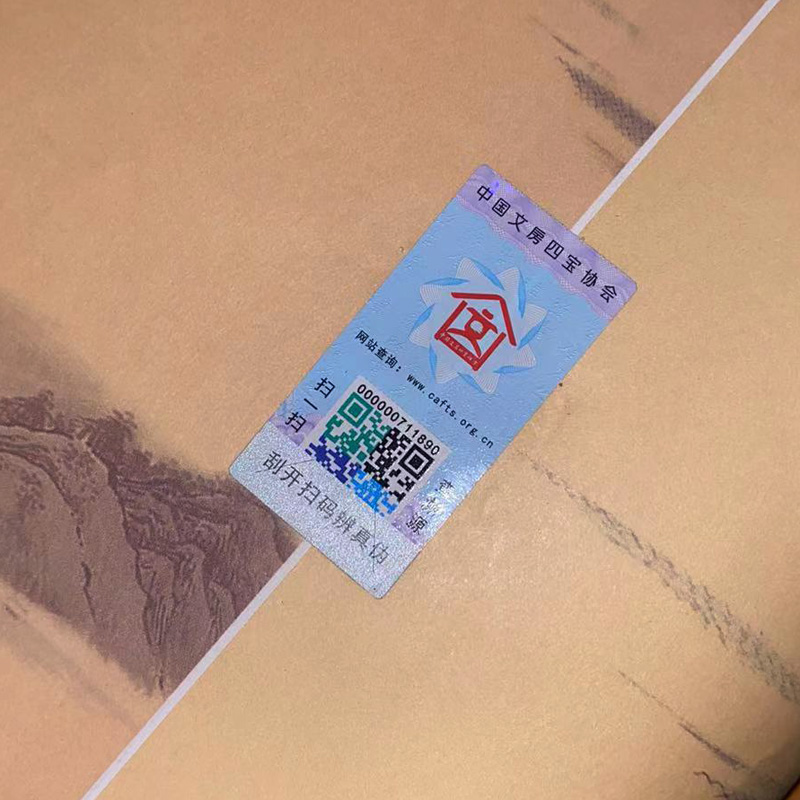 中国文房四宝协会
网站查询：www.cafts.org.cn
扫一扫
000000711890
刮开扫码辨真伪
源